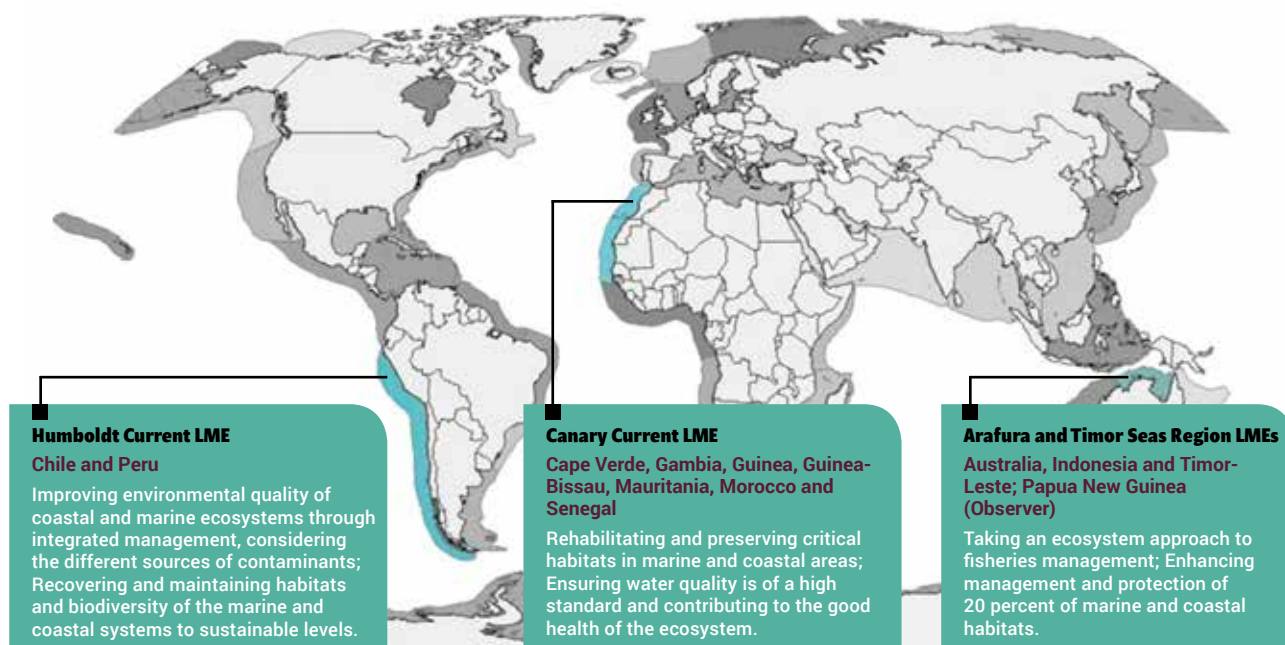 Humboldt Current LME
Chile and Peru
Improving environmental quality of
coastal and marine ecosystems through
integrated management, considering
the different sources of contaminants;
Recovering and maintaining habitats
and biodiversity of the marine and
coastal systems to sustainable levels.
Canary Current LME
Cape Verde, Gambia, Guinea, Guinea-
Bissau, Mauritania, Morocco and
Senegal
Rehabilitating and preserving critical
habitats in marine and coastal areas;
Ensuring water quality is of a high
standard and contributing to the good
health of the ecosystem.
Arafura and Timor Seas Region LMEs
Australia, Indonesia and Timor-
Leste; Papua New Guinea
(Observer)
Taking an ecosystem approach to
fisheries management; Enhancing
management and protection of
20 percent of marine and coastal
habitats.